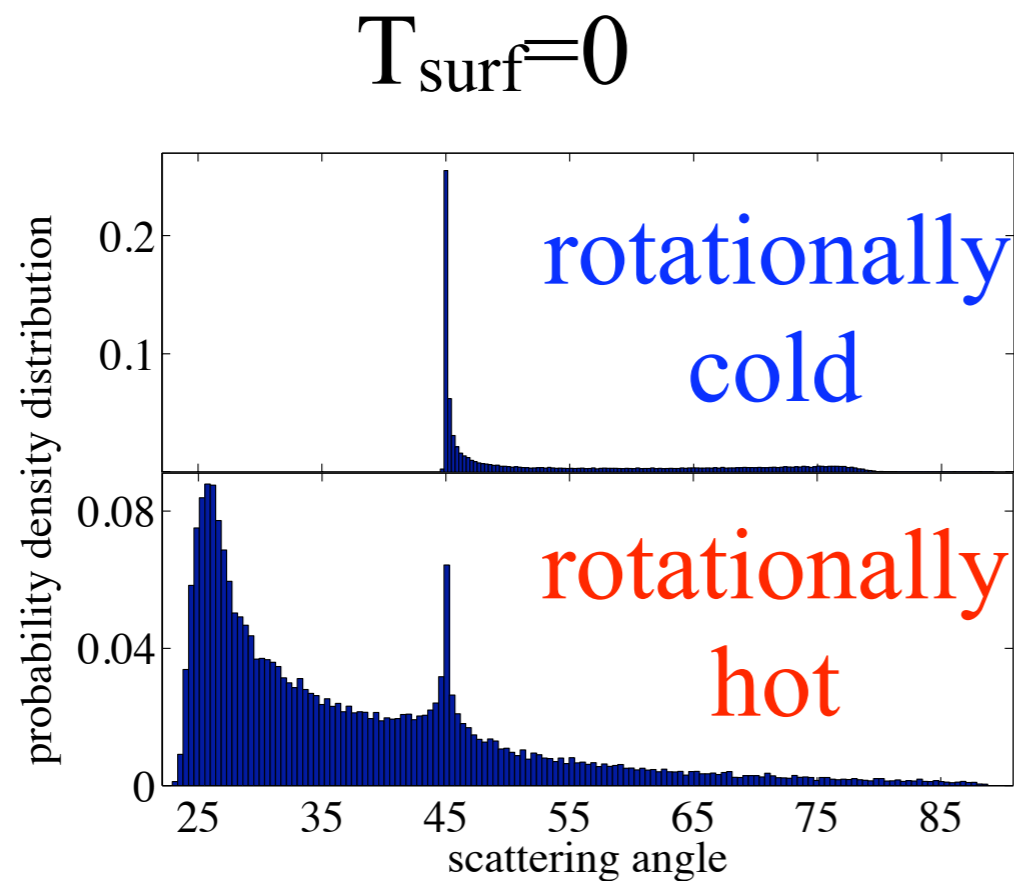 T surf=0
probability density distribution
0.2
0.1
rotationally
cold
0.08
0.04
0
rotationally
hot
25 35 45 55 65 75 85
scattering angle